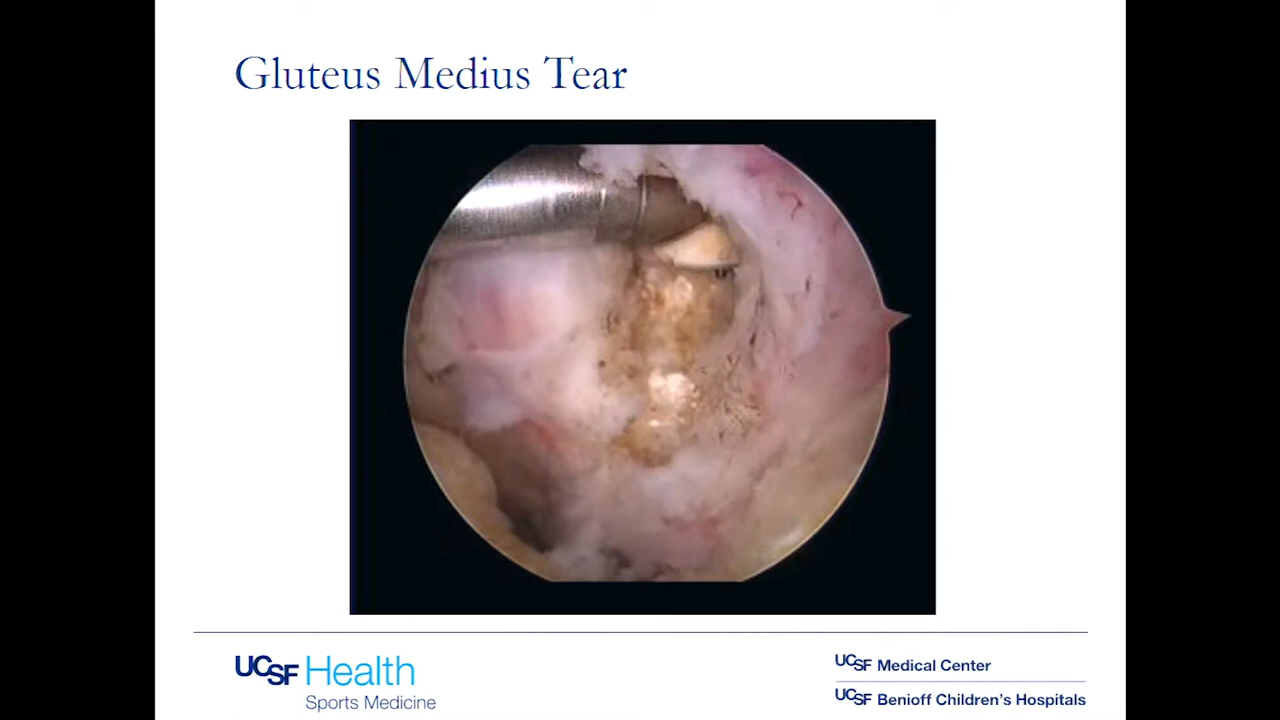 Gluteus Medius Tear
UCSF Health
Sports Medicine
UCSF Medical Center
UCSF Benioff Children's Hospitals